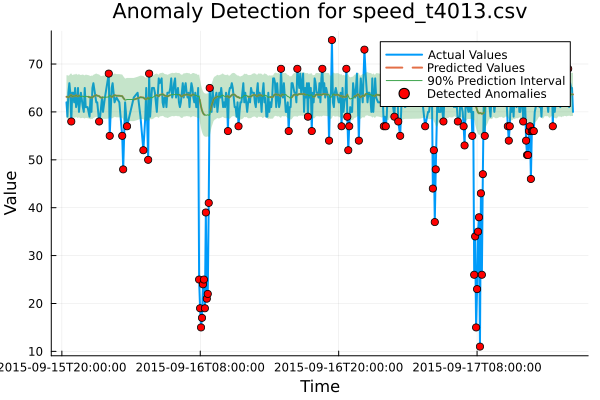 Anomaly Detection for speed_t4013.csv
Actual Values
Predicted Values
90% Prediction Interval
Detected Anomalies
Value
70
60
50
40
30
20
10
2015-09-15T20:00:00 2015-09-16T08:00:00 2015-09-16T20:00:00 2015-09-17T08:00:00
Time